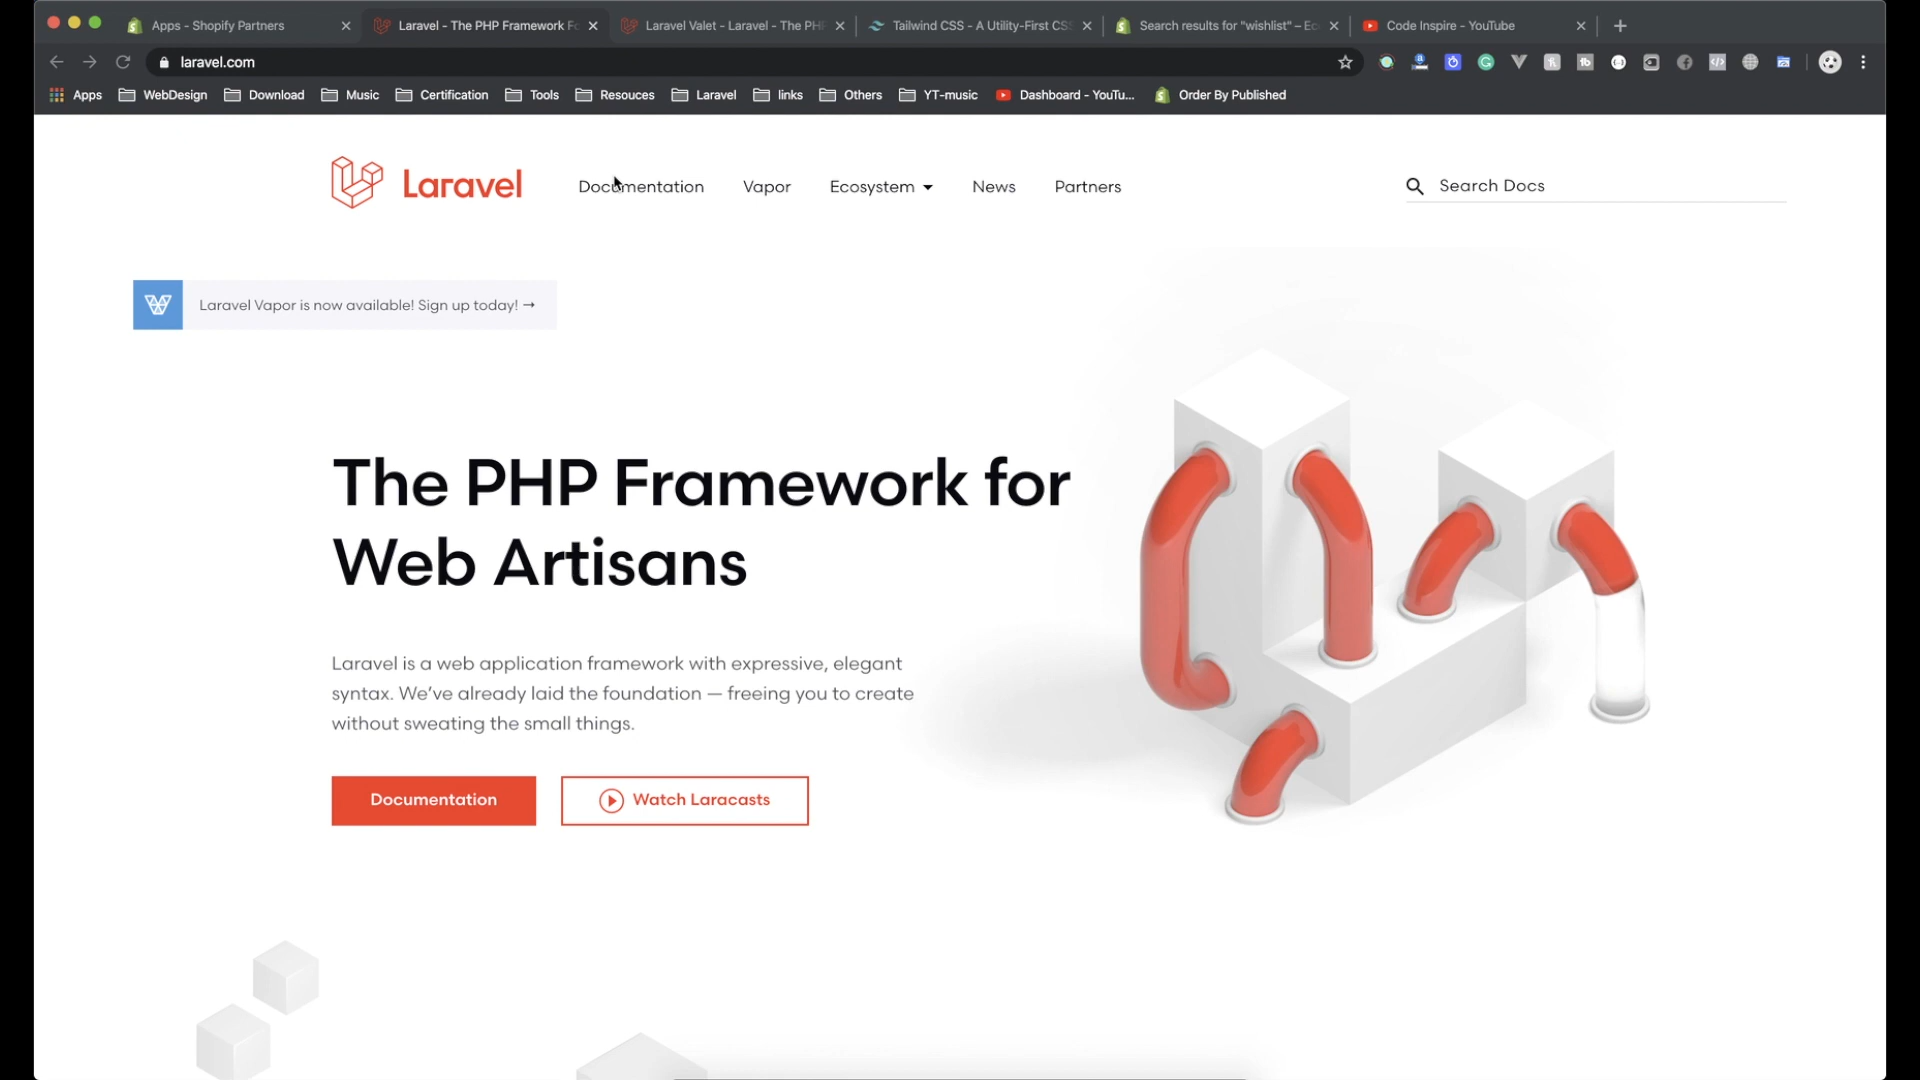 Apps - Shopify Partners
Laravel - The PHP Framework Fo
Laravel Valet - Laravel - The PHP
Tailwind CSS - A Utility-First CSS
Search results for "wishlist" – Ec
Code Inspire - YouTube
laravel.com
Apps
WebDesign
Download
Music
Certification
Tools
Resouces
Laravel
links
Others
YT-music
Dashboard - YouTu...
Order By Published
Laravel
Documentation
Vapor
Ecosystem
News
Partners
Search Docs
Laravel Vapor is now available! Sign up today! →
The PHP Framework for
Web Artisans
Laravel is a web application framework with expressive, elegant
syntax. We’ve already laid the foundation — freeing you to create
without sweating the small things.
Documentation
Watch Laracasts